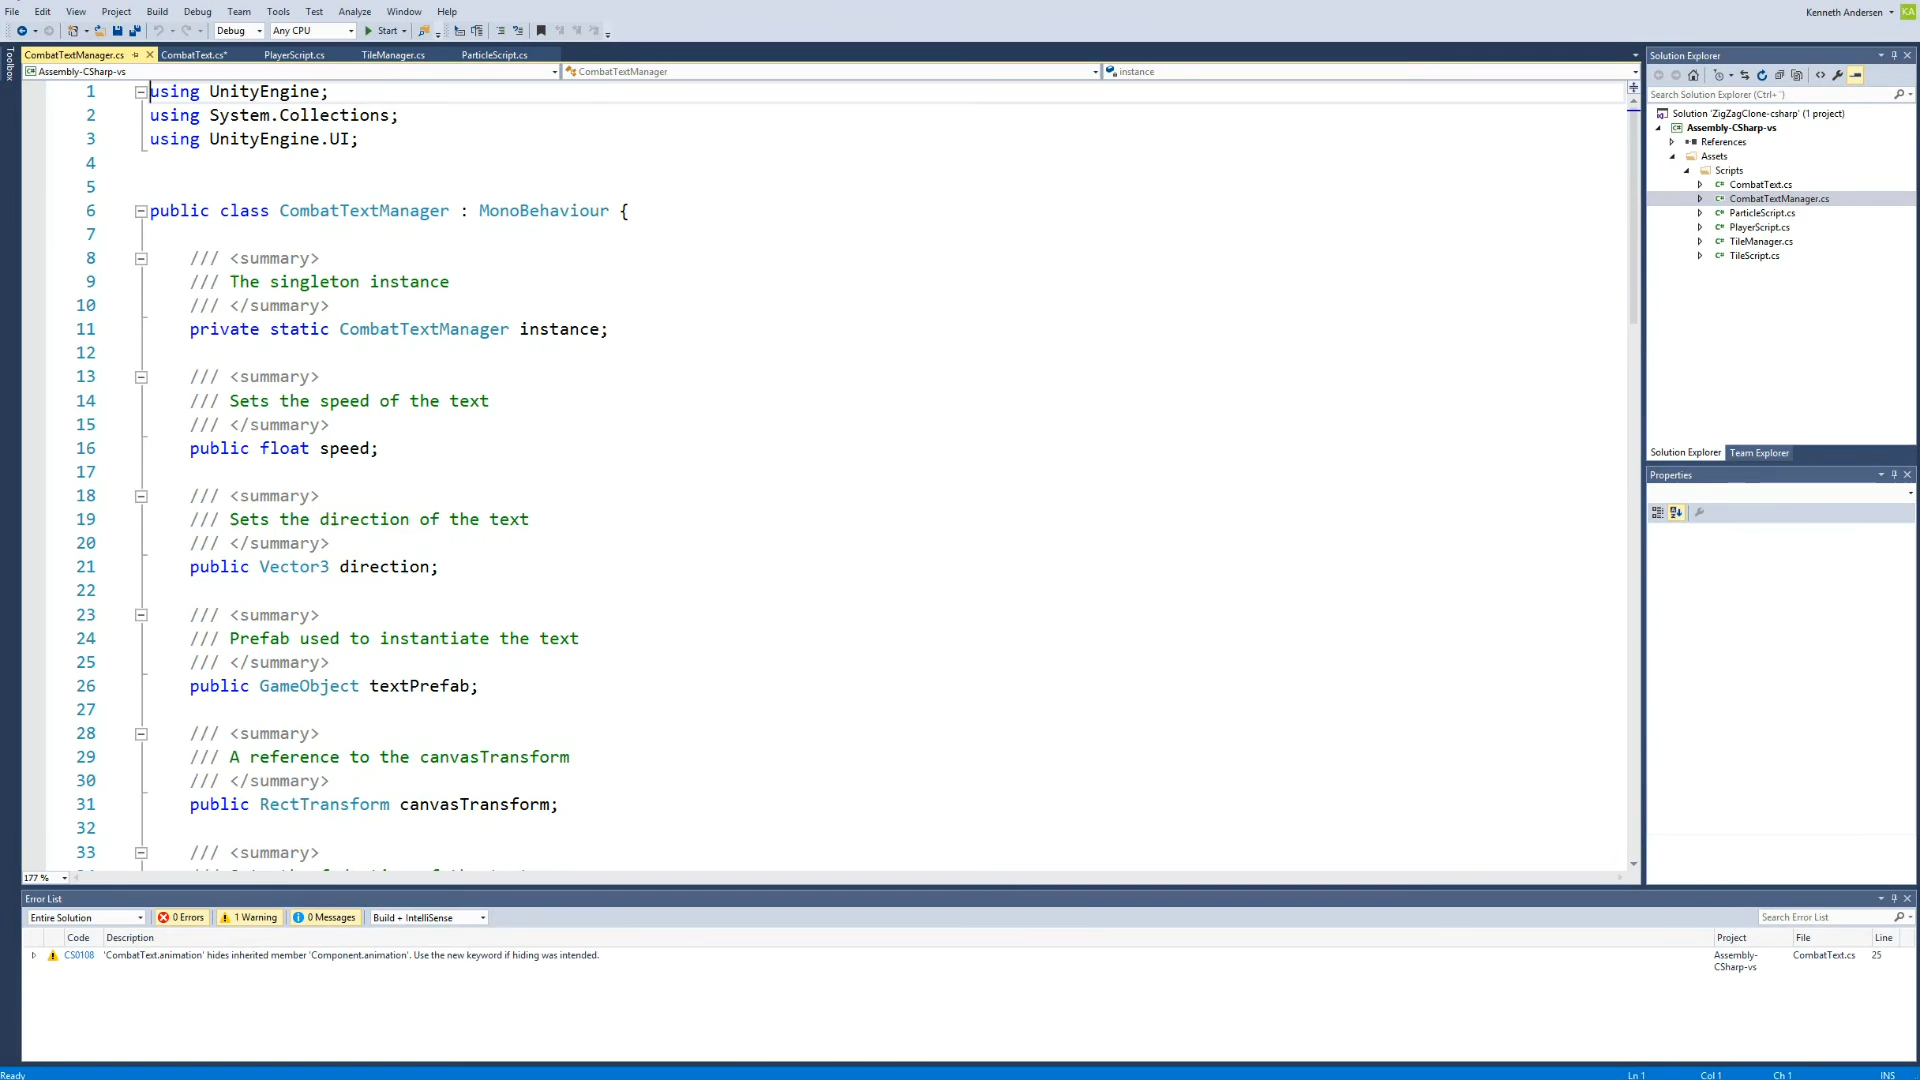 File Edit View Project Build Debug Team Tools Test Analyze Window Help
Kenneth Andersen KA
Debug Any CPU Start
Toolbox
CombatTextManager.cs CombatText.cs* PlayerScript.cs TileManager.cs ParticleScript.cs
Assembly-CSharp-vs CombatTextManager instance
1 using UnityEngine;
2 using System.Collections;
3 using UnityEngine.UI;
4
5
6 public class CombatTextManager : MonoBehaviour {
7
8 /// <summary>
9 /// The singleton instance
10 /// </summary>
11 private static CombatTextManager instance;
12
13 /// <summary>
14 /// Sets the speed of the text
15 /// </summary>
16 public float speed;
17
18 /// <summary>
19 /// Sets the direction of the text
20 /// </summary>
21 public Vector3 direction;
22
23 /// <summary>
24 /// Prefab used to instantiate the text
25 /// </summary>
26 public GameObject textPrefab;
27
28 /// <summary>
29 /// A reference to the canvasTransform
30 /// </summary>
31 public RectTransform canvasTransform;
32
33 /// <summary>
177 %
Solution Explorer
Search Solution Explorer (Ctrl+¨)
Solution 'ZigZagClone-csharp' (1 project)
Assembly-CSharp-vs
References
Assets
Scripts
CombatText.cs
CombatTextManager.cs
ParticleScript.cs
PlayerScript.cs
TileManager.cs
TileScript.cs
Solution Explorer Team Explorer
Properties
Error List
Entire Solution 0 Errors 1 Warning 0 Messages Build + IntelliSense Search Error List
Code Description Project File Line
CS0108 'CombatText.animation' hides inherited member 'Component.animation'. Use the new keyword if hiding was intended. Assembly-CSharp-vs CombatText.cs 25
Ready Ln 1 Col 1 Ch 1 INS